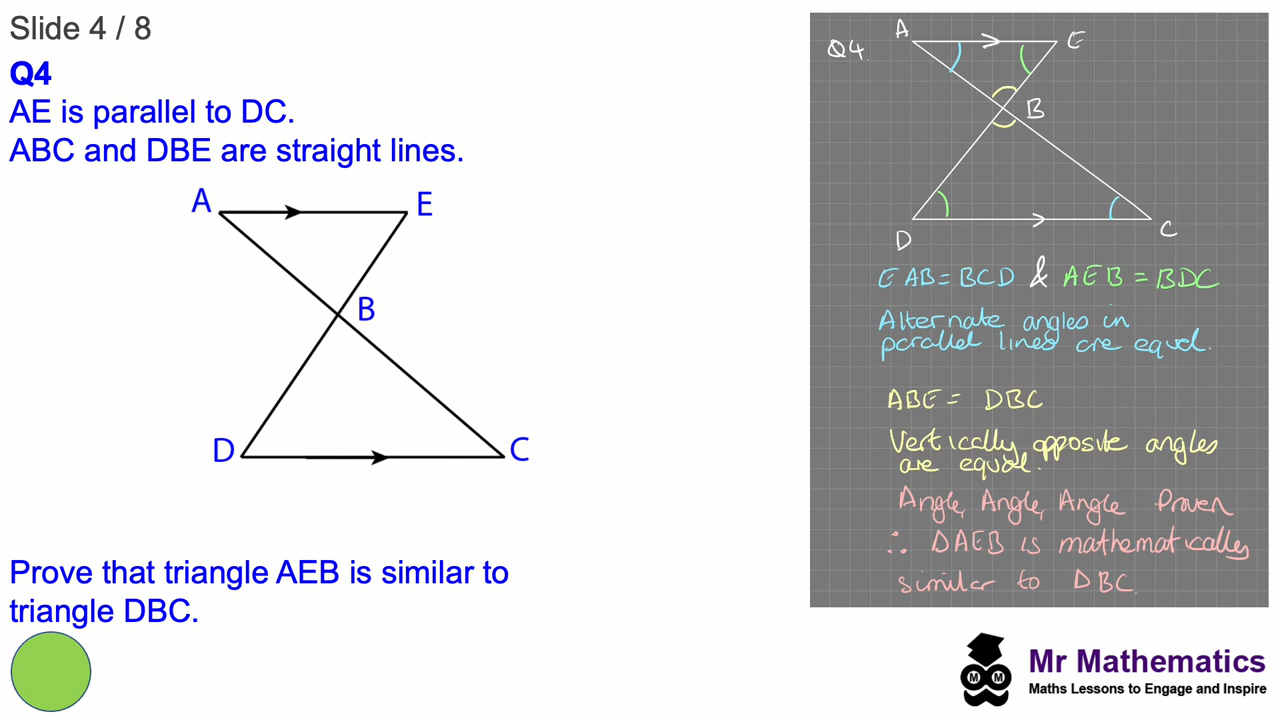 Slide 4 / 8
Q4
AE is parallel to DC.
ABC and DBE are straight lines.
A
E
B
D
C
Prove that triangle AEB is similar to
triangle DBC.
Q4.
A
E
B
D
C
EAB = BCD & AEB = BDC
Alternate angles in
parallel lines are equal.
ABE = DBC
Vertically opposite angles
are equal.
Angle, Angle, Angle Proven
∴ DAEB is mathematically
similar to DBC.
M M
Mr Mathematics
Maths Lessons to Engage and Inspire